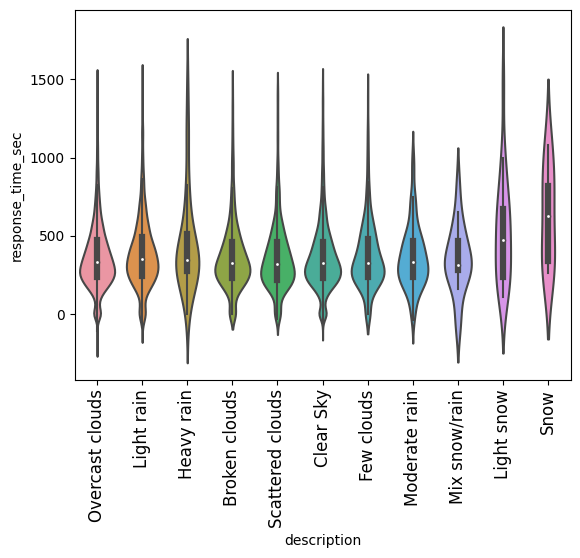 1500
1000
500
0
response_time_sec
Overcast clouds
Light rain
Heavy rain
Broken clouds
Scattered clouds
Clear Sky
Few clouds
Moderate rain
Mix snow/rain
Light snow
Snow
description